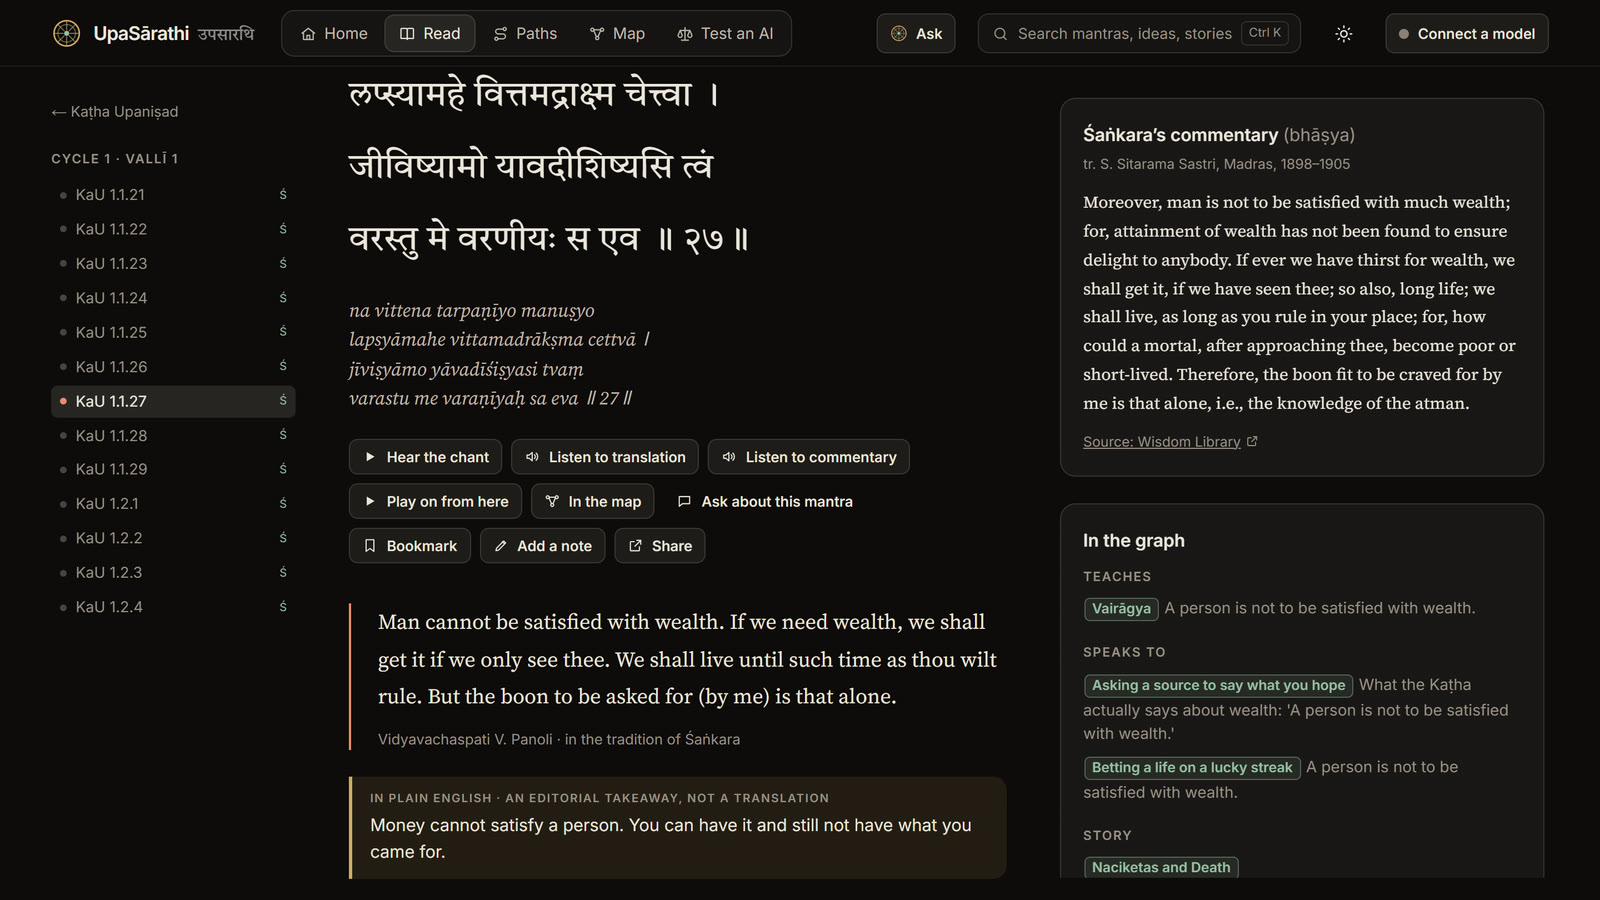 UpaSārathi उपसारथि
Home
Read
Paths
Map
Test an AI
Ask
Search mantras, ideas, stories Ctrl K
Connect a model
← Kaṭha Upaniṣad
CYCLE 1 · VALLĪ 1
KaU 1.1.21 Ś
KaU 1.1.22 Ś
KaU 1.1.23 Ś
KaU 1.1.24 Ś
KaU 1.1.25 Ś
KaU 1.1.26 Ś
KaU 1.1.27 Ś
KaU 1.1.28 Ś
KaU 1.1.29 Ś
KaU 1.2.1 Ś
KaU 1.2.2 Ś
KaU 1.2.3 Ś
KaU 1.2.4 Ś
लप्स्यामहे वित्तमद्राक्ष्म चेत्त्वा ।
जीविष्यामो यावदीशिष्यसि त्वं
वरस्तु मे वरणीयः स एव ॥ २७ ॥
na vittena tarpaṇīyo manuṣyo
lapsyāmahe vittamadrākṣma cettvā ।
jīviṣyāmo yāvadīśiṣyasi tvaṃ
varastu me varaṇīyaḥ sa eva ॥ 27 ॥
Hear the chant
Listen to translation
Listen to commentary
Play on from here
In the map
Ask about this mantra
Bookmark
Add a note
Share
Man cannot be satisfied with wealth. If we need wealth, we shall
get it if we only see thee. We shall live until such time as thou wilt
rule. But the boon to be asked for (by me) is that alone.
Vidyavachaspati V. Panoli · in the tradition of Śaṅkara
IN PLAIN ENGLISH · AN EDITORIAL TAKEAWAY, NOT A TRANSLATION
Money cannot satisfy a person. You can have it and still not have what you
came for.
Śaṅkara’s commentary (bhāṣya)
tr. S. Sitarama Sastri, Madras, 1898–1905
Moreover, man is not to be satisfied with much wealth;
for, attainment of wealth has not been found to ensure
delight to anybody. If ever we have thirst for wealth, we
shall get it, if we have seen thee; so also, long life; we
shall live, as long as you rule in your place; for, how
could a mortal, after approaching thee, become poor or
short-lived. Therefore, the boon fit to be craved for by
me is that alone, i.e., the knowledge of the atman.
Source: Wisdom Library
In the graph
TEACHES
Vairāgya A person is not to be satisfied with wealth.
SPEAKS TO
Asking a source to say what you hope What the Kaṭha
actually says about wealth: 'A person is not to be satisfied
with wealth.'
Betting a life on a lucky streak A person is not to be
satisfied with wealth.
STORY
Naciketas and Death